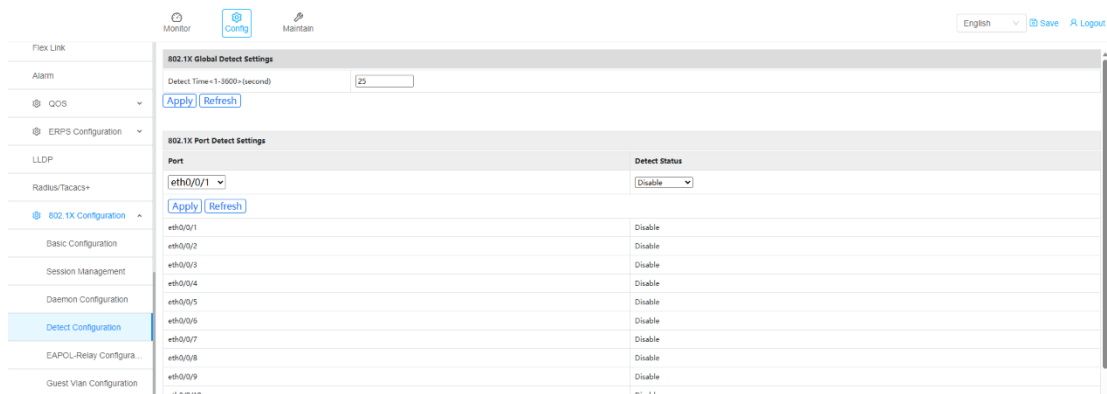 Monitor
Config
Maintain
English
Save
Logout
Flex Link
Alarm
QOS
ERPS Configuration
LLDP
Radius/Tacacs+
802.1X Configuration
Basic Configuration
Session Management
Daemon Configuration
Detect Configuration
EAPOL-Relay Configura...
Guest Vlan Configuration
802.1X Global Detect Settings
Detect Time<1-3600>(second) 25
Apply Refresh
802.1X Port Detect Settings
Port Detect Status
eth0/0/1 Disable
Apply Refresh
eth0/0/1 Disable
eth0/0/2 Disable
eth0/0/3 Disable
eth0/0/4 Disable
eth0/0/5 Disable
eth0/0/6 Disable
eth0/0/7 Disable
eth0/0/8 Disable
eth0/0/9 Disable